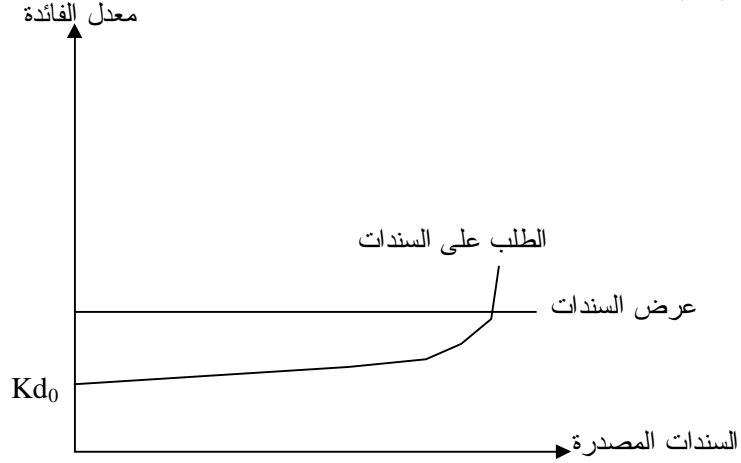 معدل الفائدة
الطلب على السندات
عرض السندات
Kd₀
السندات المصدرة